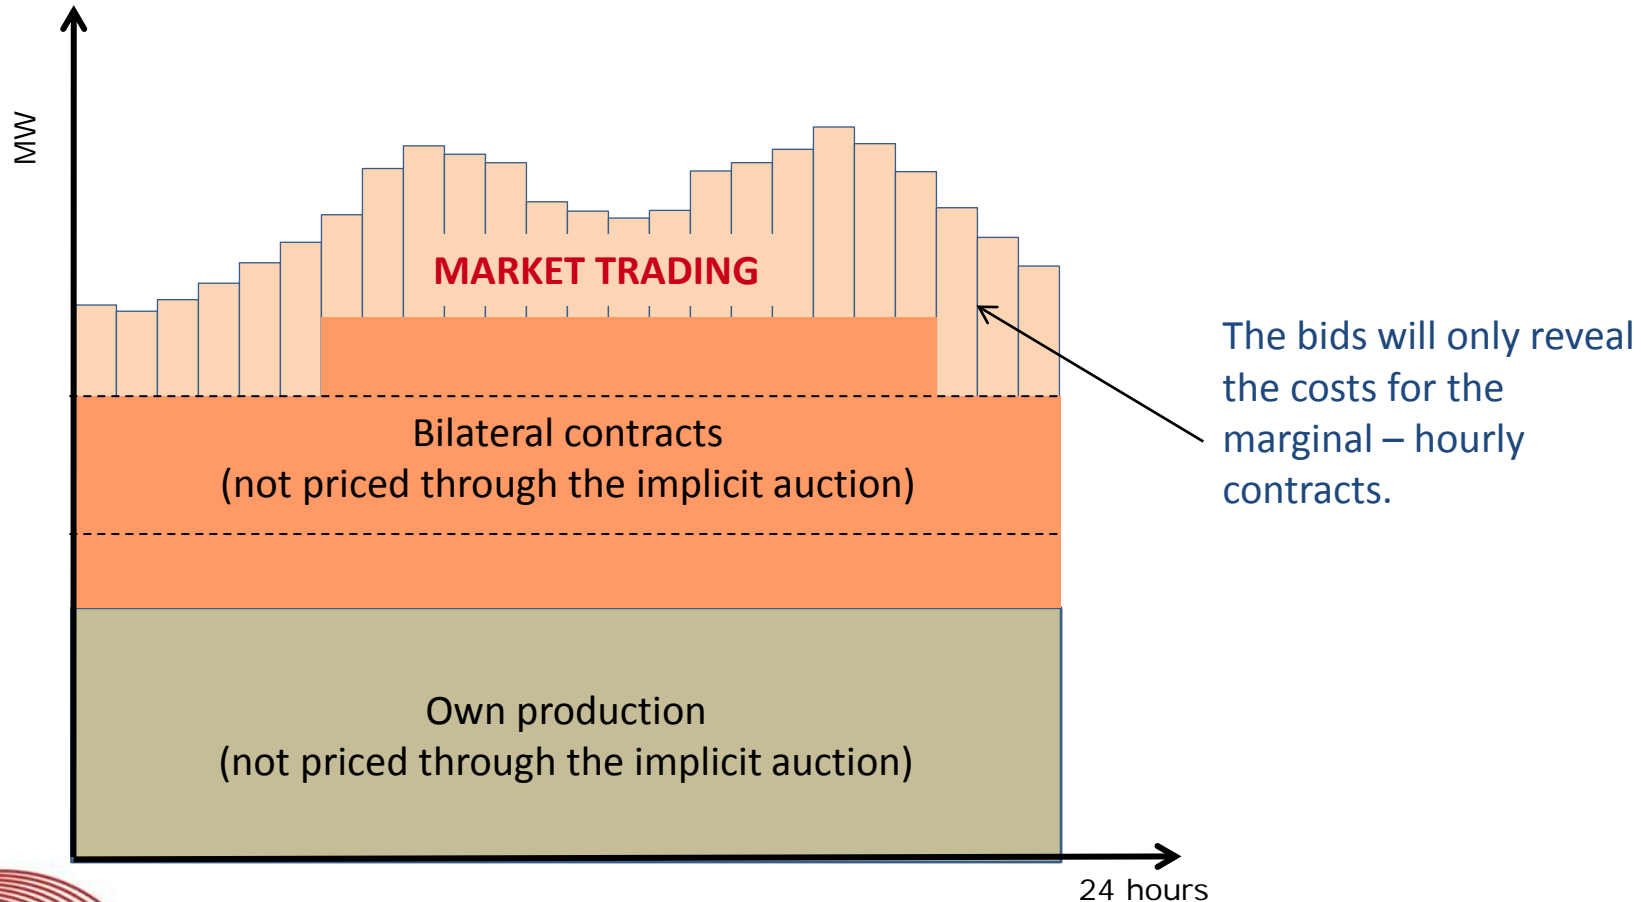 MW
MARKET TRADING
Bilateral contracts
(not priced through the implicit auction)
Own production
(not priced through the implicit auction)
The bids will only reveal
the costs for the
marginal – hourly
contracts.
24 hours